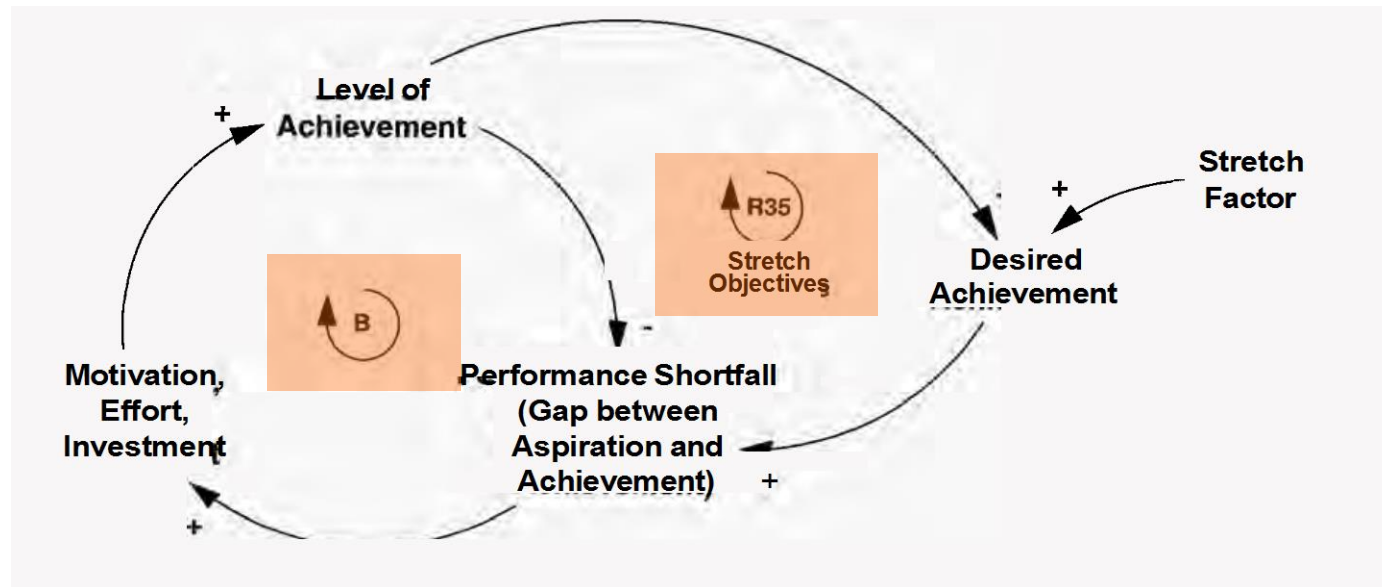 Level of
Achievement
+
R35
Stretch
Objectives
+
Stretch
Factor
Desired
Achievement
B
-
Motivation,
Effort,
Investment
Performance Shortfall
(Gap between
Aspiration and
Achievement)
+
+